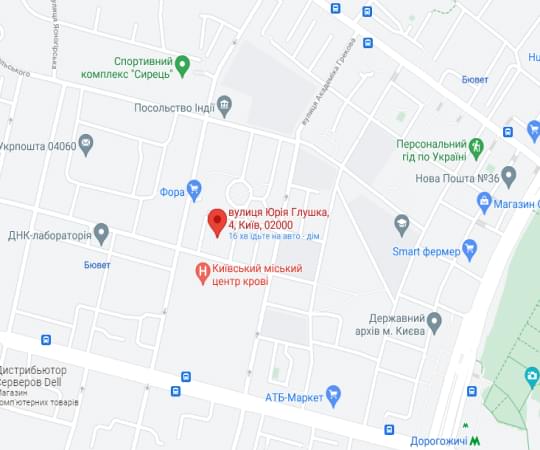 вулиця Ясногірська
вулиця Академіка Грекова
Спортивний
комплекс "Сирець"
Посольство Індії
Бювет
Укрпошта 04060
Персональний
гід по Україні
Нова Пошта №36
Фора
вулиця Юрія Глушка,
4, Київ, 02000
16 хв їдьте на авто - дім
Магазин
ДНК-лабораторія
Бювет
Smart фермер
Київський міський
центр крові
Державний
архів м. Києва
Дистрибьютор
Серверов Dell
Магазин
комп'ютерних товарів
АТБ-Маркет
Дорогожичі